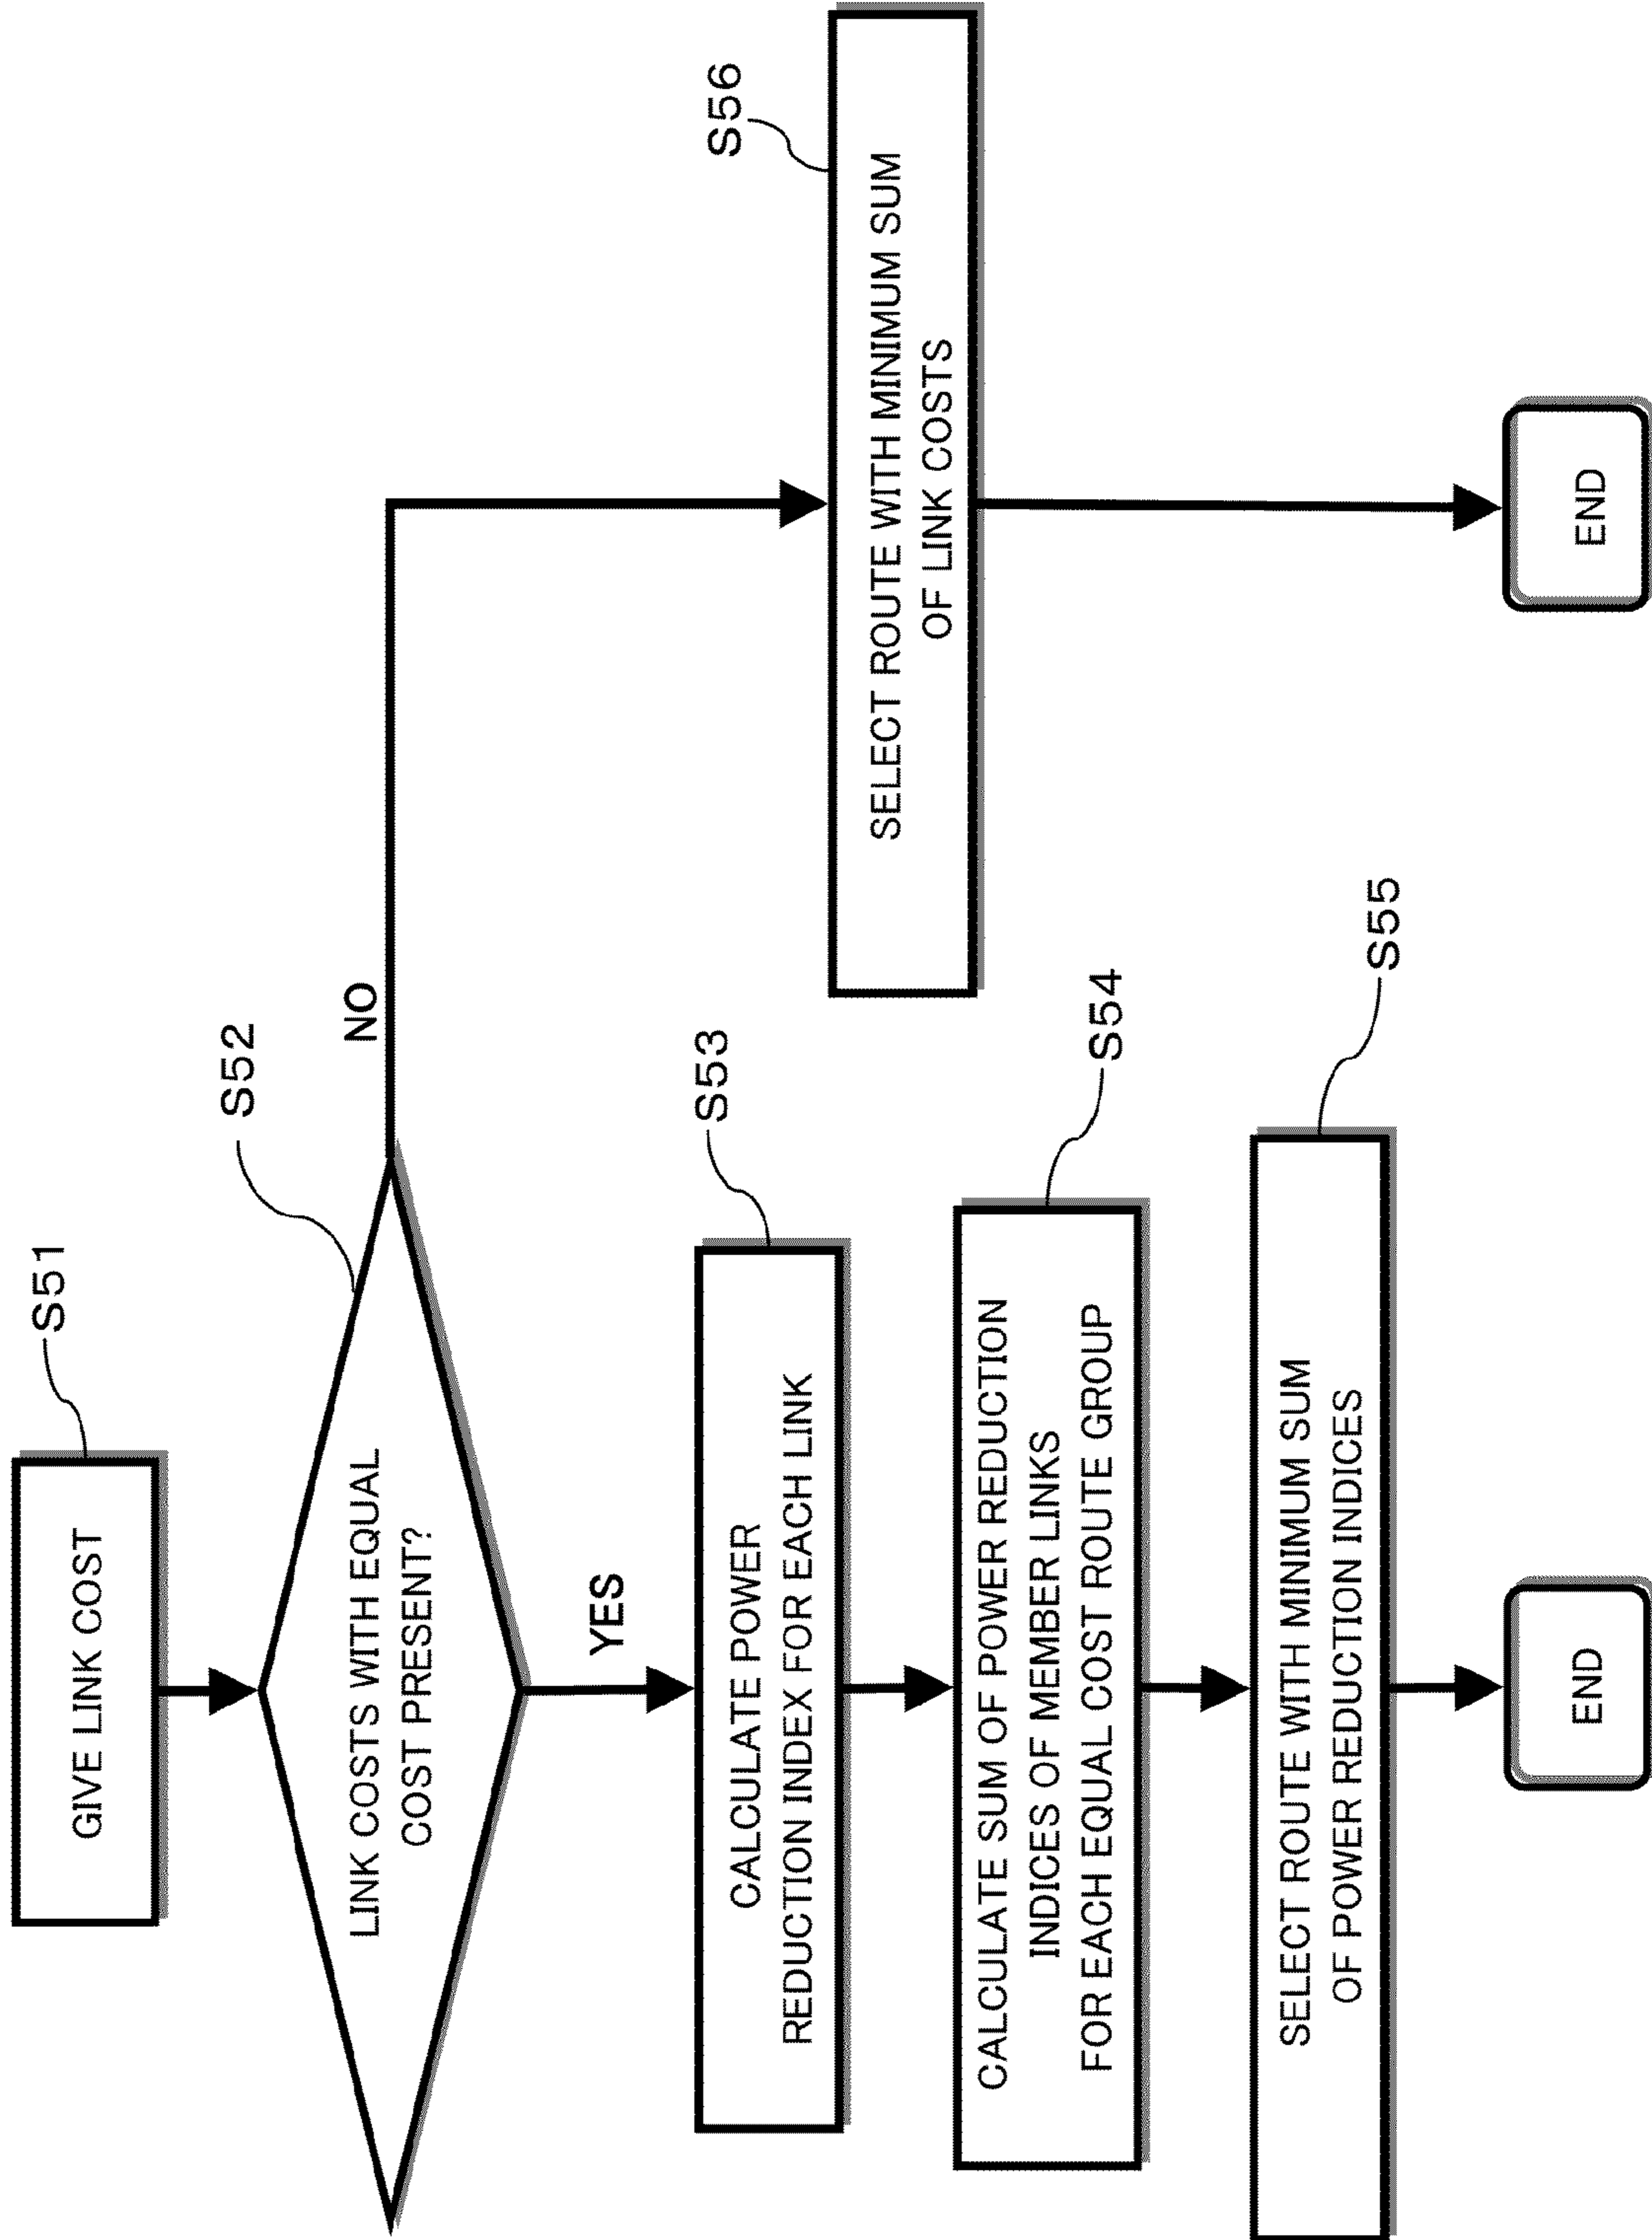 S51
GIVE LINK COST
S52
LINK COSTS WITH EQUAL
COST PRESENT?
NO
YES
S53
CALCULATE POWER
REDUCTION INDEX FOR EACH LINK
S54
CALCULATE SUM OF POWER REDUCTION
INDICES OF MEMBER LINKS
FOR EACH EQUAL COST ROUTE GROUP
S55
SELECT ROUTE WITH MINIMUM SUM
OF POWER REDUCTION INDICES
END
S56
SELECT ROUTE WITH MINIMUM SUM
OF LINK COSTS
END